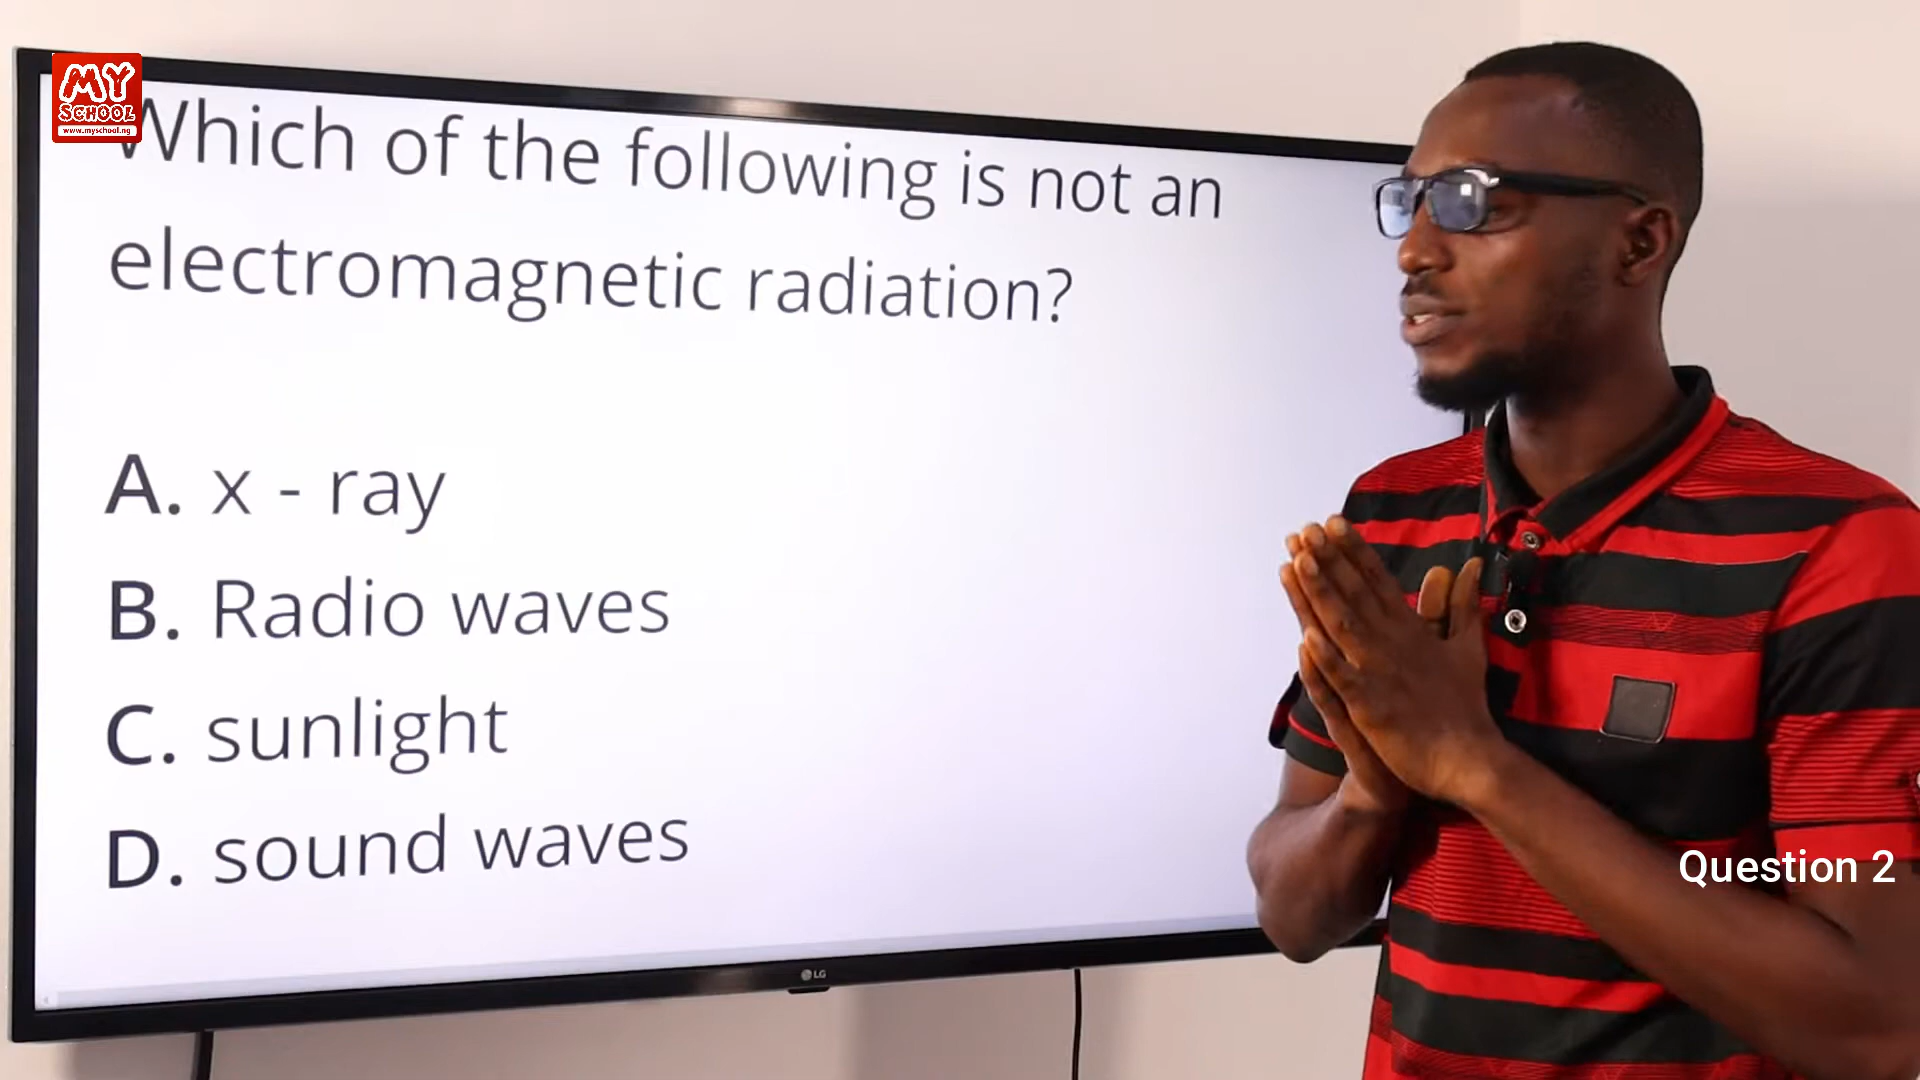 MY
SCHOOL
www.myschool.ng
Which of the following is not an
electromagnetic radiation?
A. x - ray
B. Radio waves
C. sunlight
D. sound waves
Question 2
LG